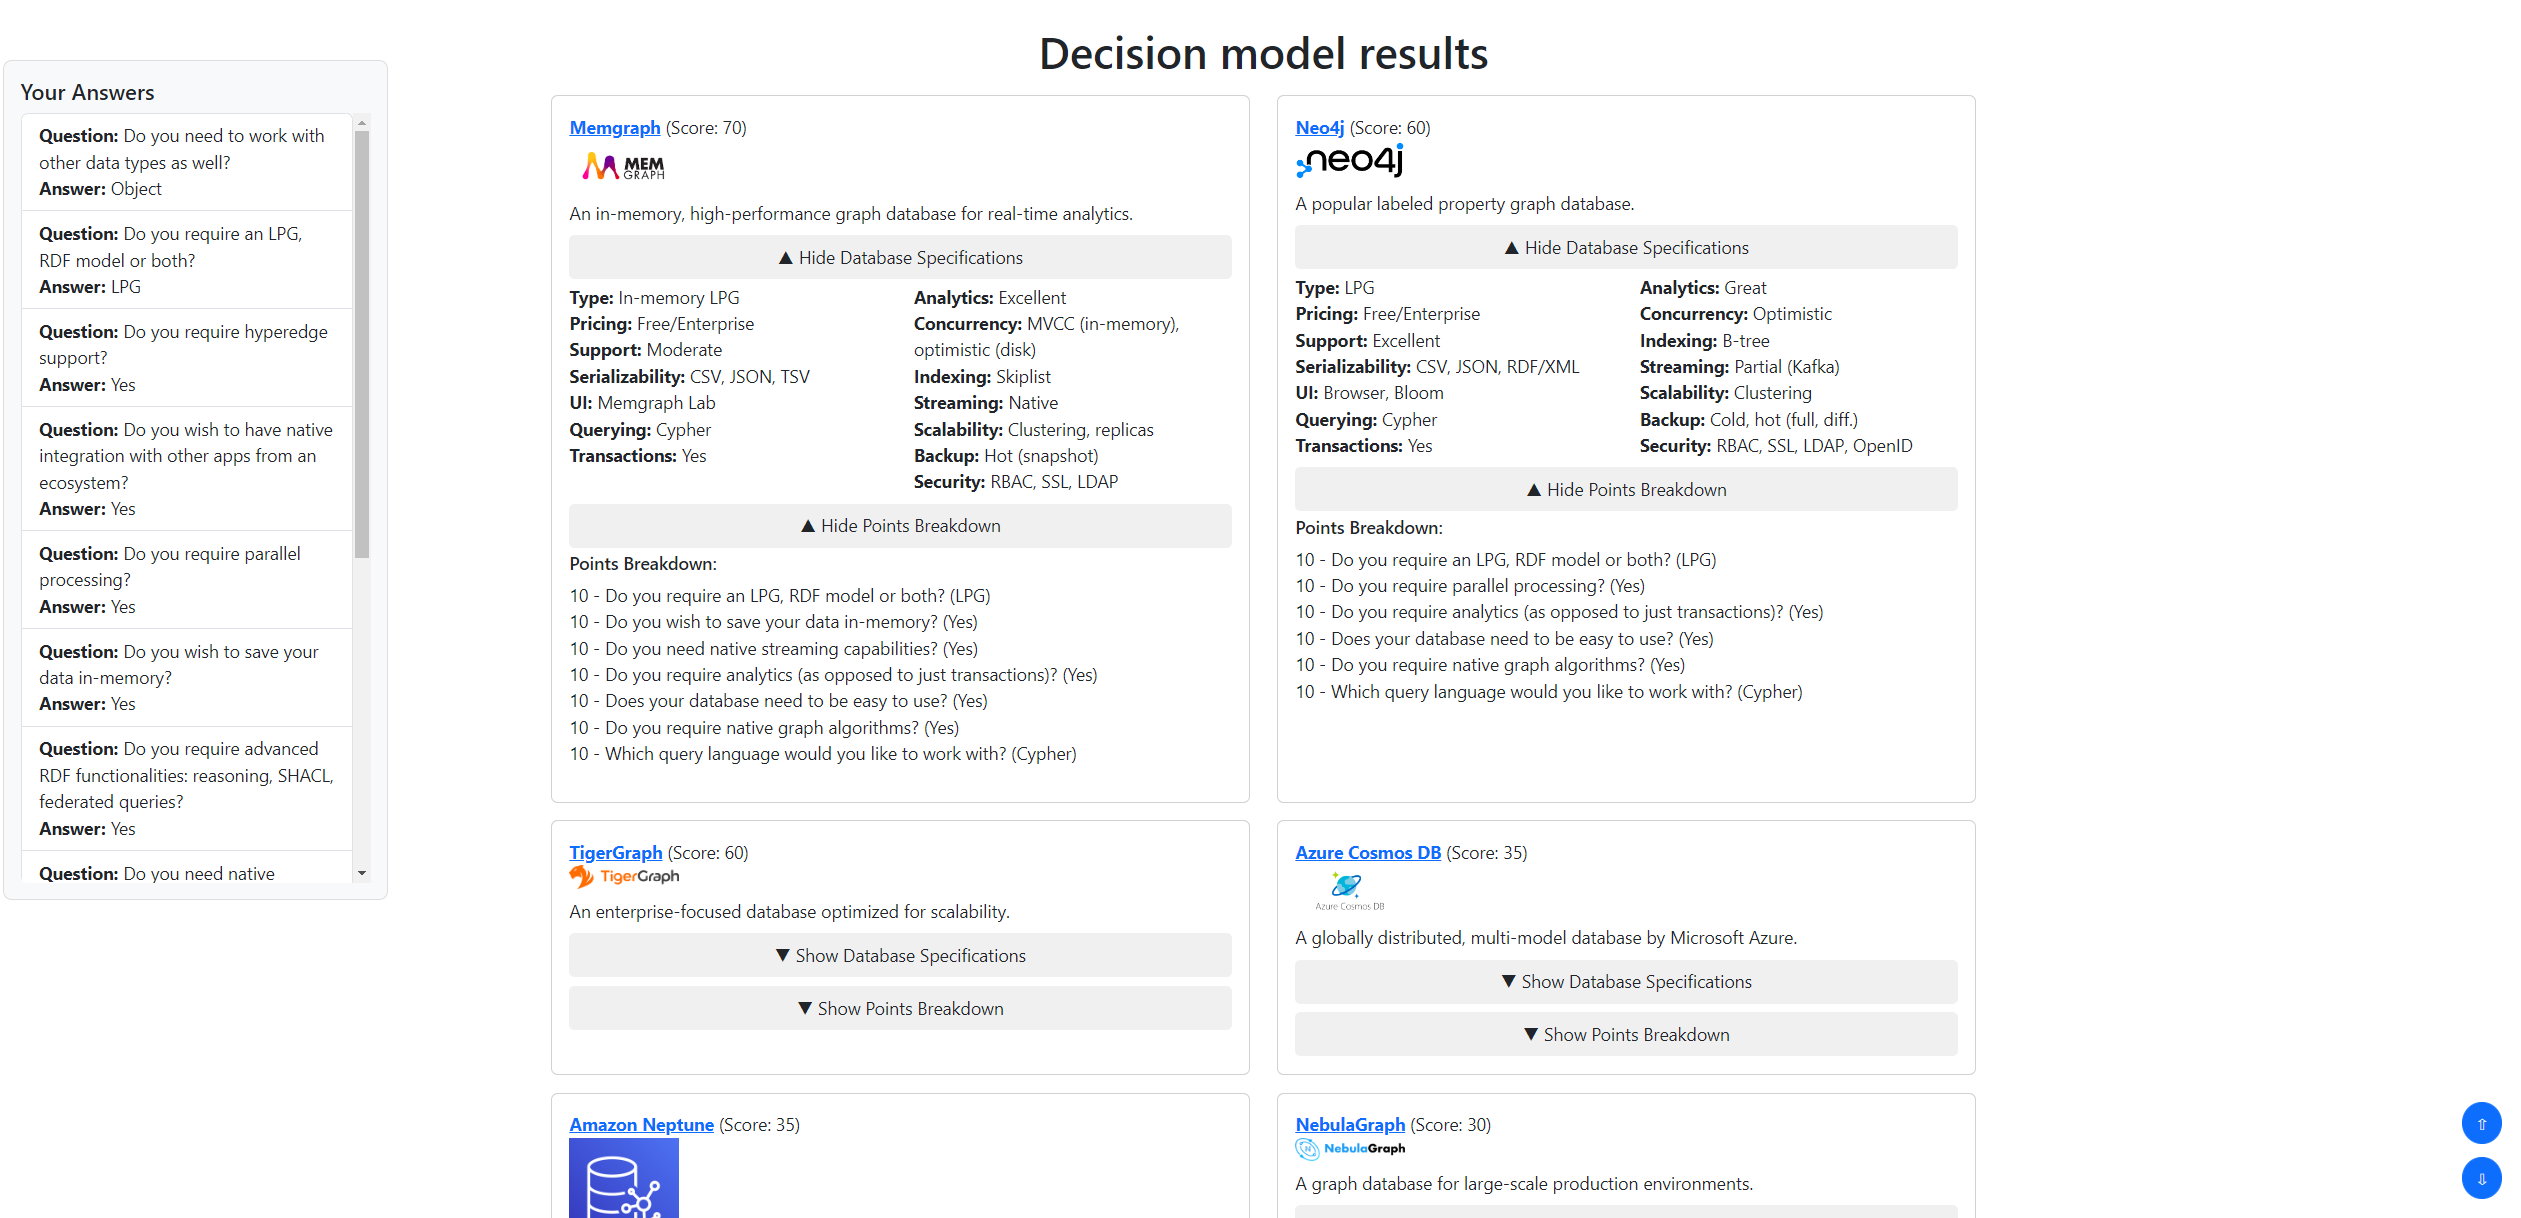 Decision model results
Your Answers
Question: Do you need to work with
other data types as well?
Answer: Object
Question: Do you require an LPG,
RDF model or both?
Answer: LPG
Question: Do you require hyperedge
support?
Answer: Yes
Question: Do you wish to have native
integration with other apps from an
ecosystem?
Answer: Yes
Question: Do you require parallel
processing?
Answer: Yes
Question: Do you wish to save your
data in-memory?
Answer: Yes
Question: Do you require advanced
RDF functionalities: reasoning, SHACL,
federated queries?
Answer: Yes
Question: Do you need native
Memgraph (Score: 70)
MEM
GRAPH
An in-memory, high-performance graph database for real-time analytics.
▲ Hide Database Specifications
Type: In-memory LPG
Pricing: Free/Enterprise
Support: Moderate
Serializability: CSV, JSON, TSV
UI: Memgraph Lab
Querying: Cypher
Transactions: Yes
Analytics: Excellent
Concurrency: MVCC (in-memory),
optimistic (disk)
Indexing: Skiplist
Streaming: Native
Scalability: Clustering, replicas
Backup: Hot (snapshot)
Security: RBAC, SSL, LDAP
▲ Hide Points Breakdown
Points Breakdown:
10 - Do you require an LPG, RDF model or both? (LPG)
10 - Do you wish to save your data in-memory? (Yes)
10 - Do you need native streaming capabilities? (Yes)
10 - Do you require analytics (as opposed to just transactions)? (Yes)
10 - Does your database need to be easy to use? (Yes)
10 - Do you require native graph algorithms? (Yes)
10 - Which query language would you like to work with? (Cypher)
Neo4j (Score: 60)
neo4j
A popular labeled property graph database.
▲ Hide Database Specifications
Type: LPG
Pricing: Free/Enterprise
Support: Excellent
Serializability: CSV, JSON, RDF/XML
UI: Browser, Bloom
Querying: Cypher
Transactions: Yes
Analytics: Great
Concurrency: Optimistic
Indexing: B-tree
Streaming: Partial (Kafka)
Scalability: Clustering
Backup: Cold, hot (full, diff.)
Security: RBAC, SSL, LDAP, OpenID
▲ Hide Points Breakdown
Points Breakdown:
10 - Do you require an LPG, RDF model or both? (LPG)
10 - Do you require parallel processing? (Yes)
10 - Do you require analytics (as opposed to just transactions)? (Yes)
10 - Does your database need to be easy to use? (Yes)
10 - Do you require native graph algorithms? (Yes)
10 - Which query language would you like to work with? (Cypher)
TigerGraph (Score: 60)
TigerGraph
An enterprise-focused database optimized for scalability.
▼ Show Database Specifications
▼ Show Points Breakdown
Azure Cosmos DB (Score: 35)
Azure Cosmos DB
A globally distributed, multi-model database by Microsoft Azure.
▼ Show Database Specifications
▼ Show Points Breakdown
Amazon Neptune (Score: 35)
NebulaGraph (Score: 30)
NebulaGraph
A graph database for large-scale production environments.
⇧
⇩